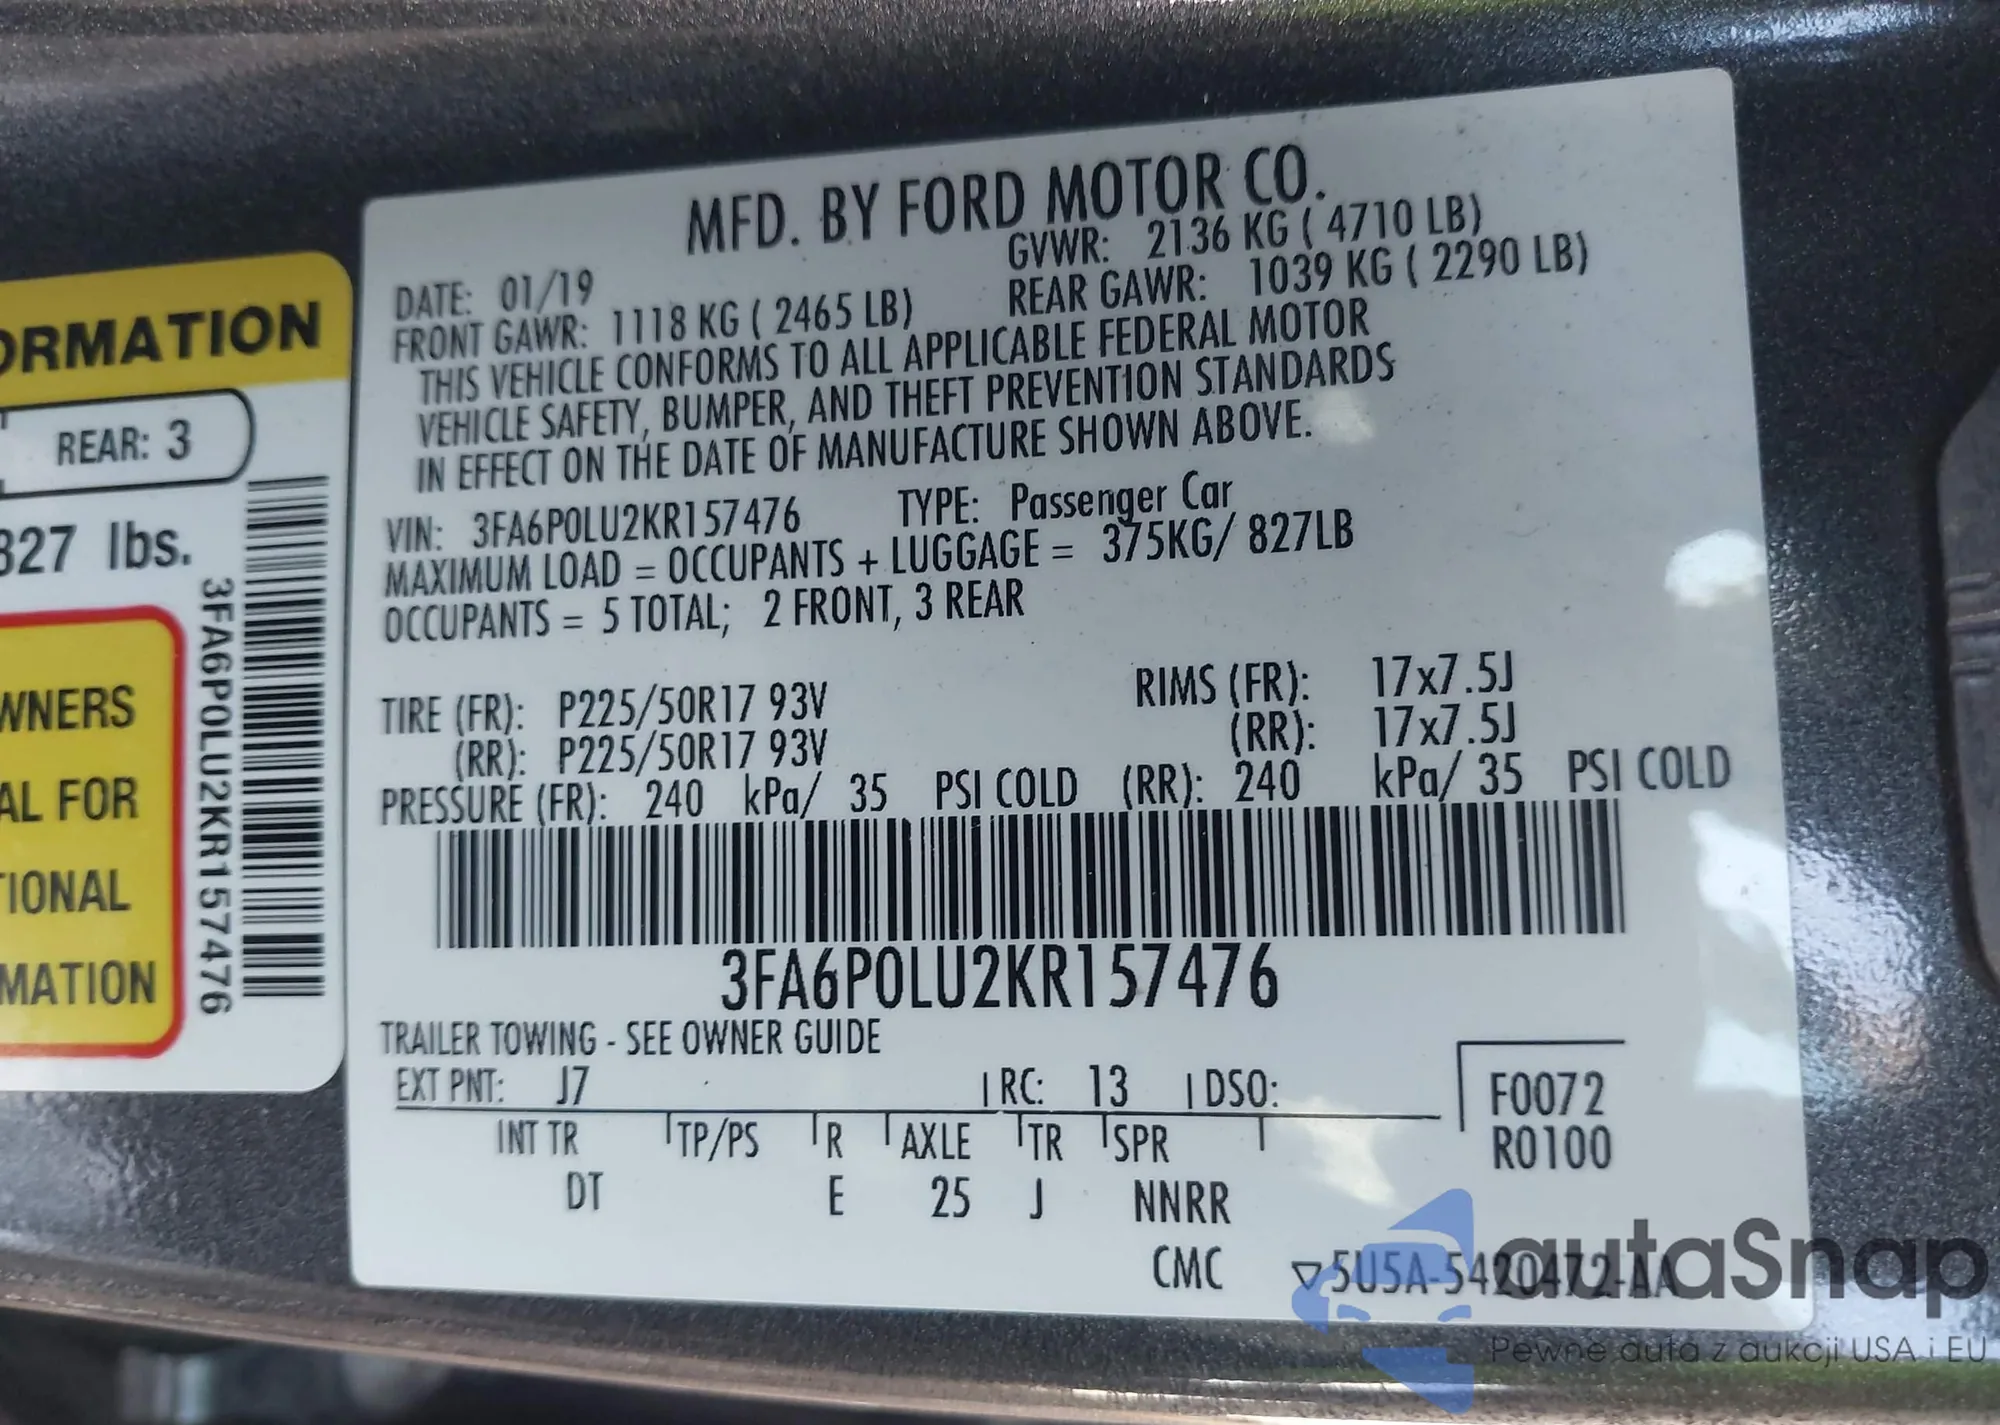 ORMATION
REAR: 3
827 lbs.
WNERS
AL FOR
TIONAL
MATION
3FA6P0LU2KR157476
MFD. BY FORD MOTOR CO.
DATE: 01/19 GVWR: 2136 KG ( 4710 LB)
FRONT GAWR: 1118 KG ( 2465 LB) REAR GAWR: 1039 KG ( 2290 LB)
THIS VEHICLE CONFORMS TO ALL APPLICABLE FEDERAL MOTOR
VEHICLE SAFETY, BUMPER, AND THEFT PREVENTION STANDARDS
IN EFFECT ON THE DATE OF MANUFACTURE SHOWN ABOVE.
VIN: 3FA6P0LU2KR157476 TYPE: Passenger Car
MAXIMUM LOAD = OCCUPANTS + LUGGAGE = 375KG/ 827LB
OCCUPANTS = 5 TOTAL; 2 FRONT, 3 REAR
TIRE (FR): P225/50R17 93V RIMS (FR): 17x7.5J
(RR): P225/50R17 93V (RR): 17x7.5J
PRESSURE (FR): 240 kPa/ 35 PSI COLD (RR): 240 kPa/ 35 PSI COLD
3FA6P0LU2KR157476
TRAILER TOWING - SEE OWNER GUIDE
EXT PNT: J7 RC: 13 DSO: F0072
INT TR TP/PS R AXLE TR SPR R0100
DT E 25 J NNRR
CMC ▽5U5A-5420472-AA
autaSnap
Pewne auta z aukcji USA i EU